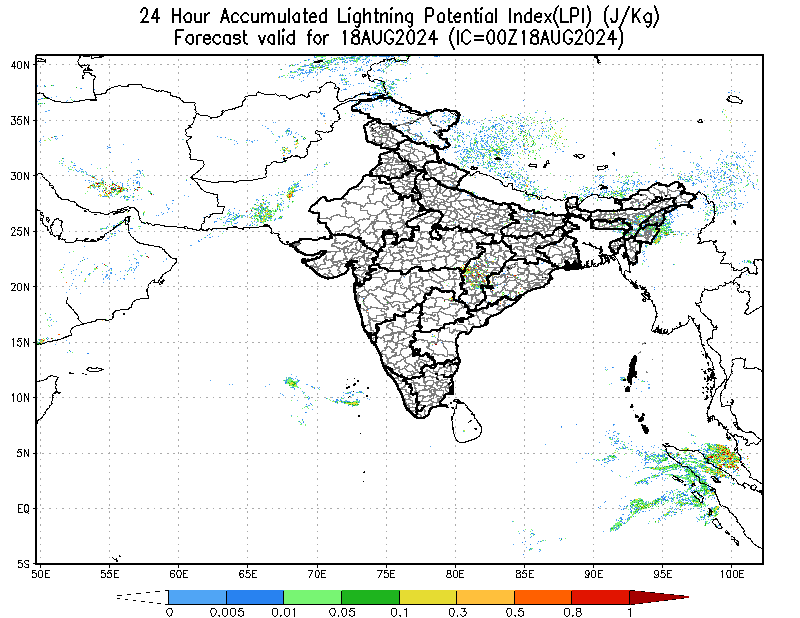 24 Hour Accumulated Lightning Potential Index(LPI) (J/Kg)
Forecast valid for 18AUG2024 (IC=00Z18AUG2024)
40N
35N
30N
25N
20N
15N
10N
5N
EQ
5S
50E 55E 60E 65E 70E 75E 80E 85E 90E 95E 100E
0 0.005 0.01 0.05 0.1 0.3 0.5 0.8 1